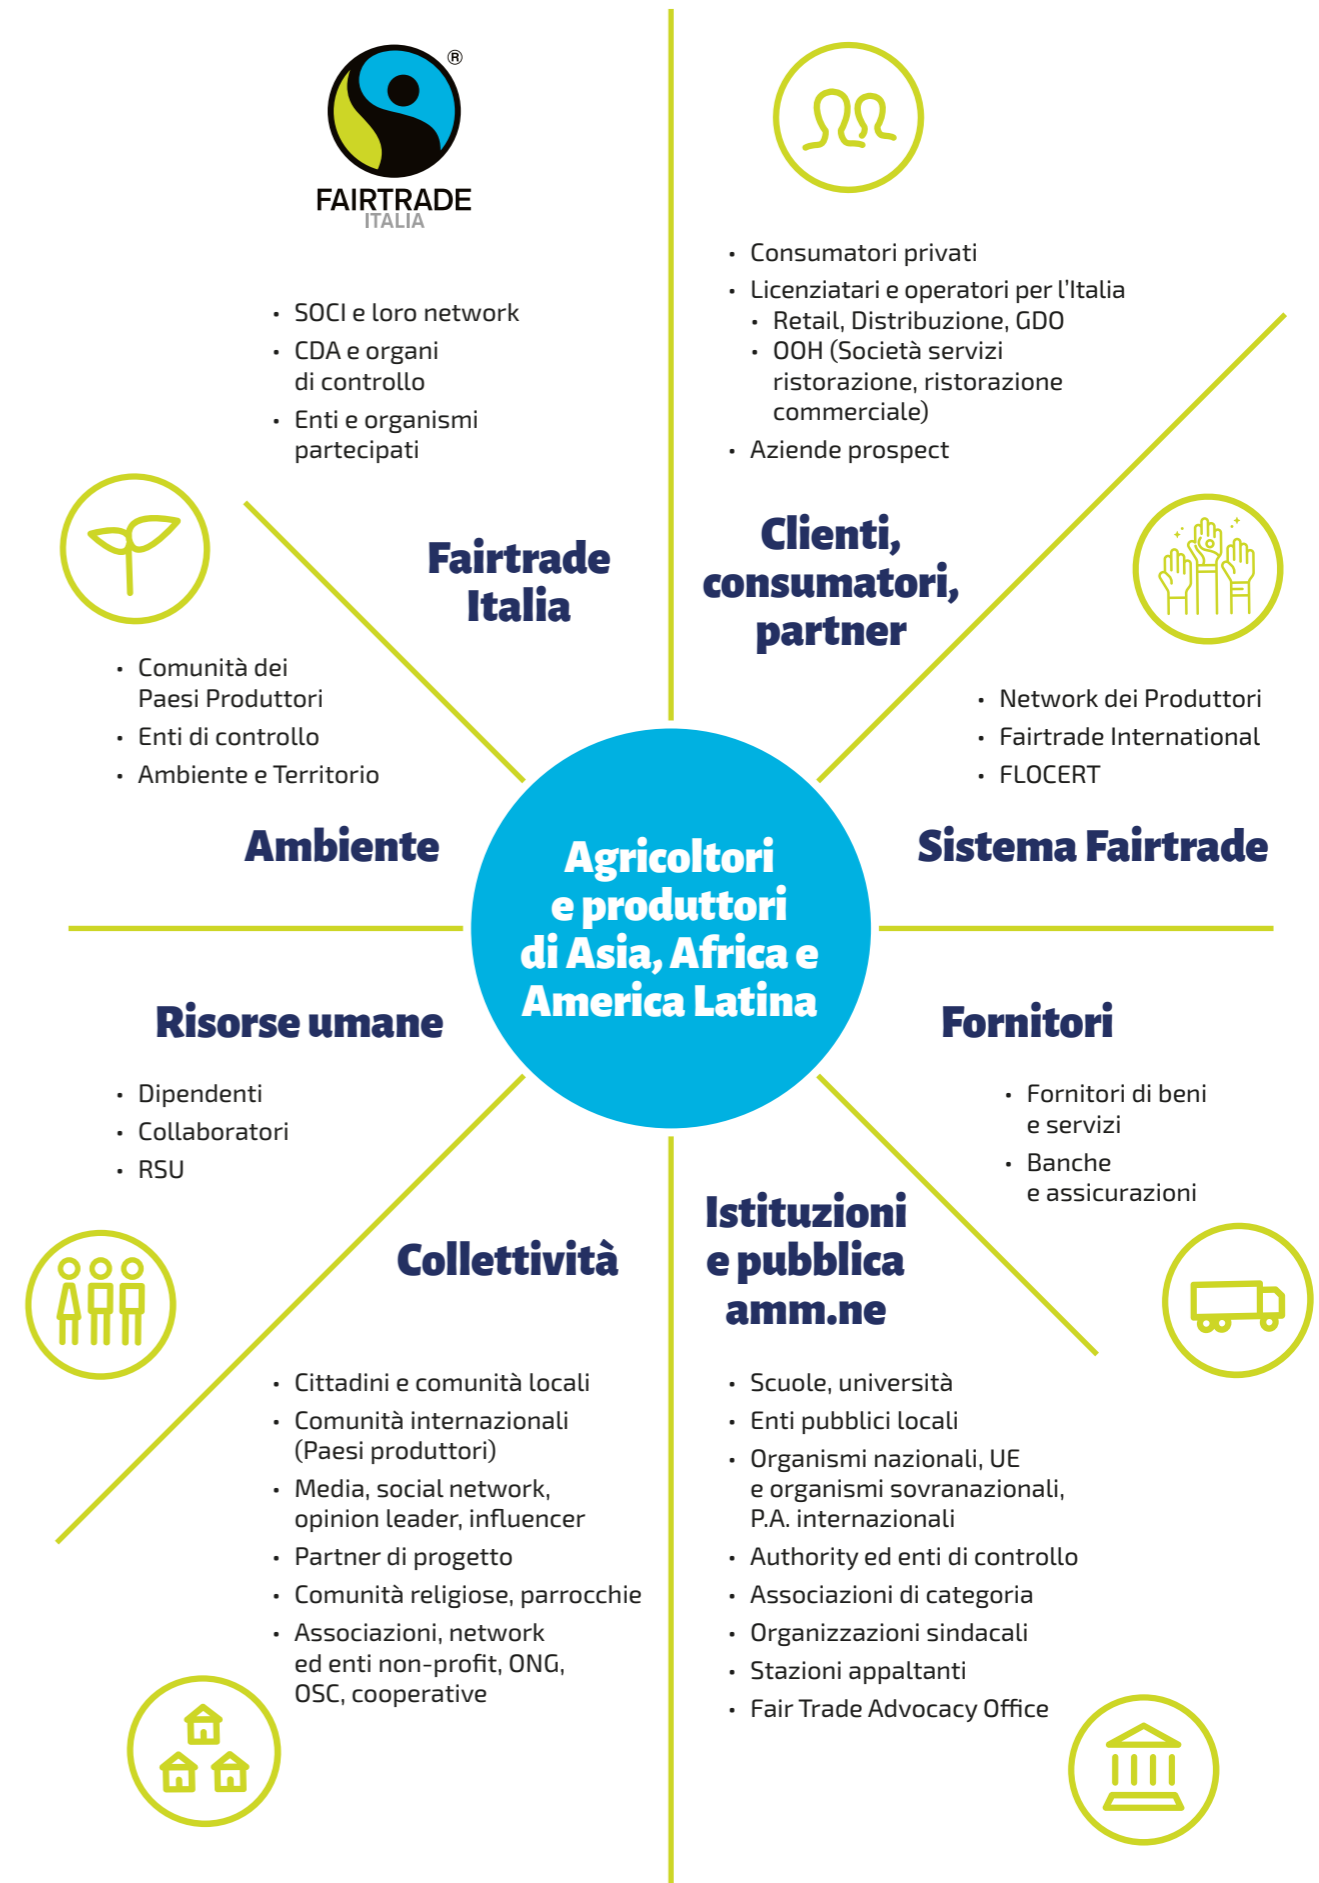 ®
FAIRTRADE
ITALIA
• SOCI e loro network
• CDA e organi
di controllo
• Enti e organismi
partecipati
Fairtrade
Italia
• Consumatori privati
• Licenziatari e operatori per l'Italia
• Retail, Distribuzione, GDO
• OOH (Società servizi
ristorazione, ristorazione
commerciale)
• Aziende prospect
Clienti,
consumatori,
partner
• Comunità dei
Paesi Produttori
• Enti di controllo
• Ambiente e Territorio
Ambiente
• Network dei Produttori
• Fairtrade International
• FLOCERT
Sistema Fairtrade
Agricoltori
e produttori
di Asia, Africa e
America Latina
Risorse umane
• Dipendenti
• Collaboratori
• RSU
Fornitori
• Fornitori di beni
e servizi
• Banche
e assicurazioni
Collettività
• Cittadini e comunità locali
• Comunità internazionali
(Paesi produttori)
• Media, social network,
opinion leader, influencer
• Partner di progetto
• Comunità religiose, parrocchie
• Associazioni, network
ed enti non-profit, ONG,
OSC, cooperative
Istituzioni
e pubblica
amm.ne
• Scuole, università
• Enti pubblici locali
• Organismi nazionali, UE
e organismi sovranazionali,
P.A. internazionali
• Authority ed enti di controllo
• Associazioni di categoria
• Organizzazioni sindacali
• Stazioni appaltanti
• Fair Trade Advocacy Office